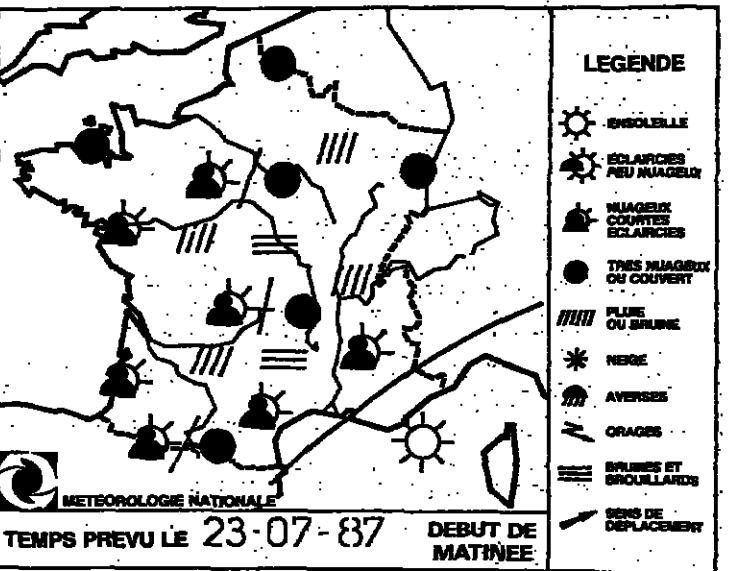 LEGENDE
ENSOLEILLE
ECLAIRCIES
PEU NUAGEUX
NUAGEUX
COURTES
ECLAIRCIES
TRES NUAGEUX
OU COUVERT
PLUIE
OU BRUINE
NEIGE
AVERSES
ORAGES
BRUMES ET
BROUILLARDS
SENS DE
DEPLACEMENT
METEOROLOGIE NATIONALE
TEMPS PREVU LE 23-07-87 DEBUT DE
MATINEE